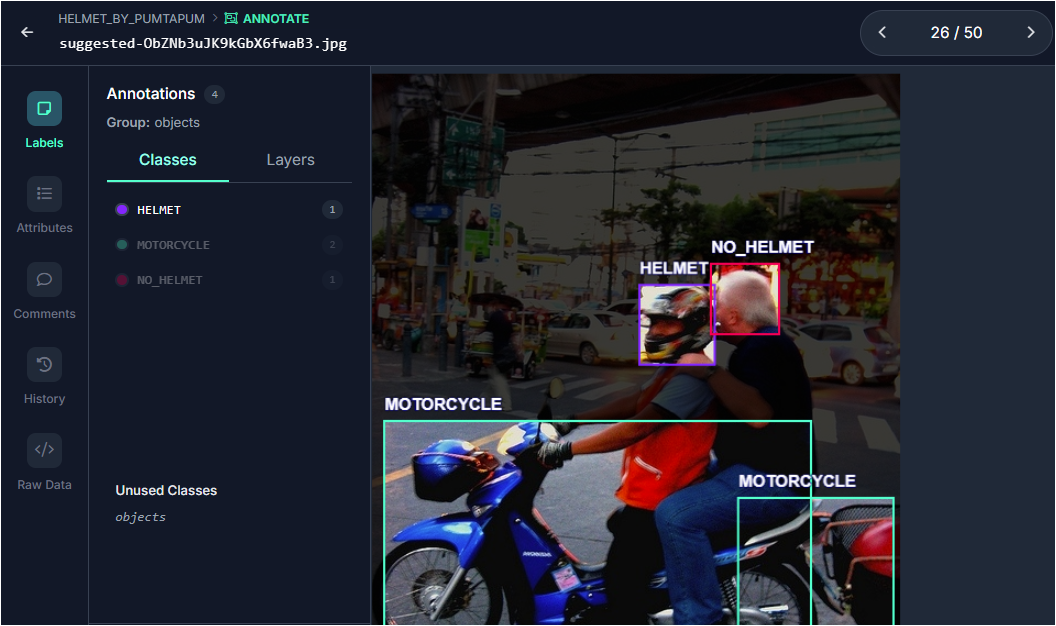 HELMET_BY_PUMTAPUM > ANNOTATE
suggested-ObZNb3uJK9kGbX6fwaB3.jpg
26 / 50
Labels
Attributes
Comments
History
</> Raw Data
Annotations 4
Group: objects
Classes Layers
HELMET 1
MOTORCYCLE 2
NO_HELMET 1
Unused Classes
objects
NO_HELMET
HELMET
MOTORCYCLE
MOTORCYCLE